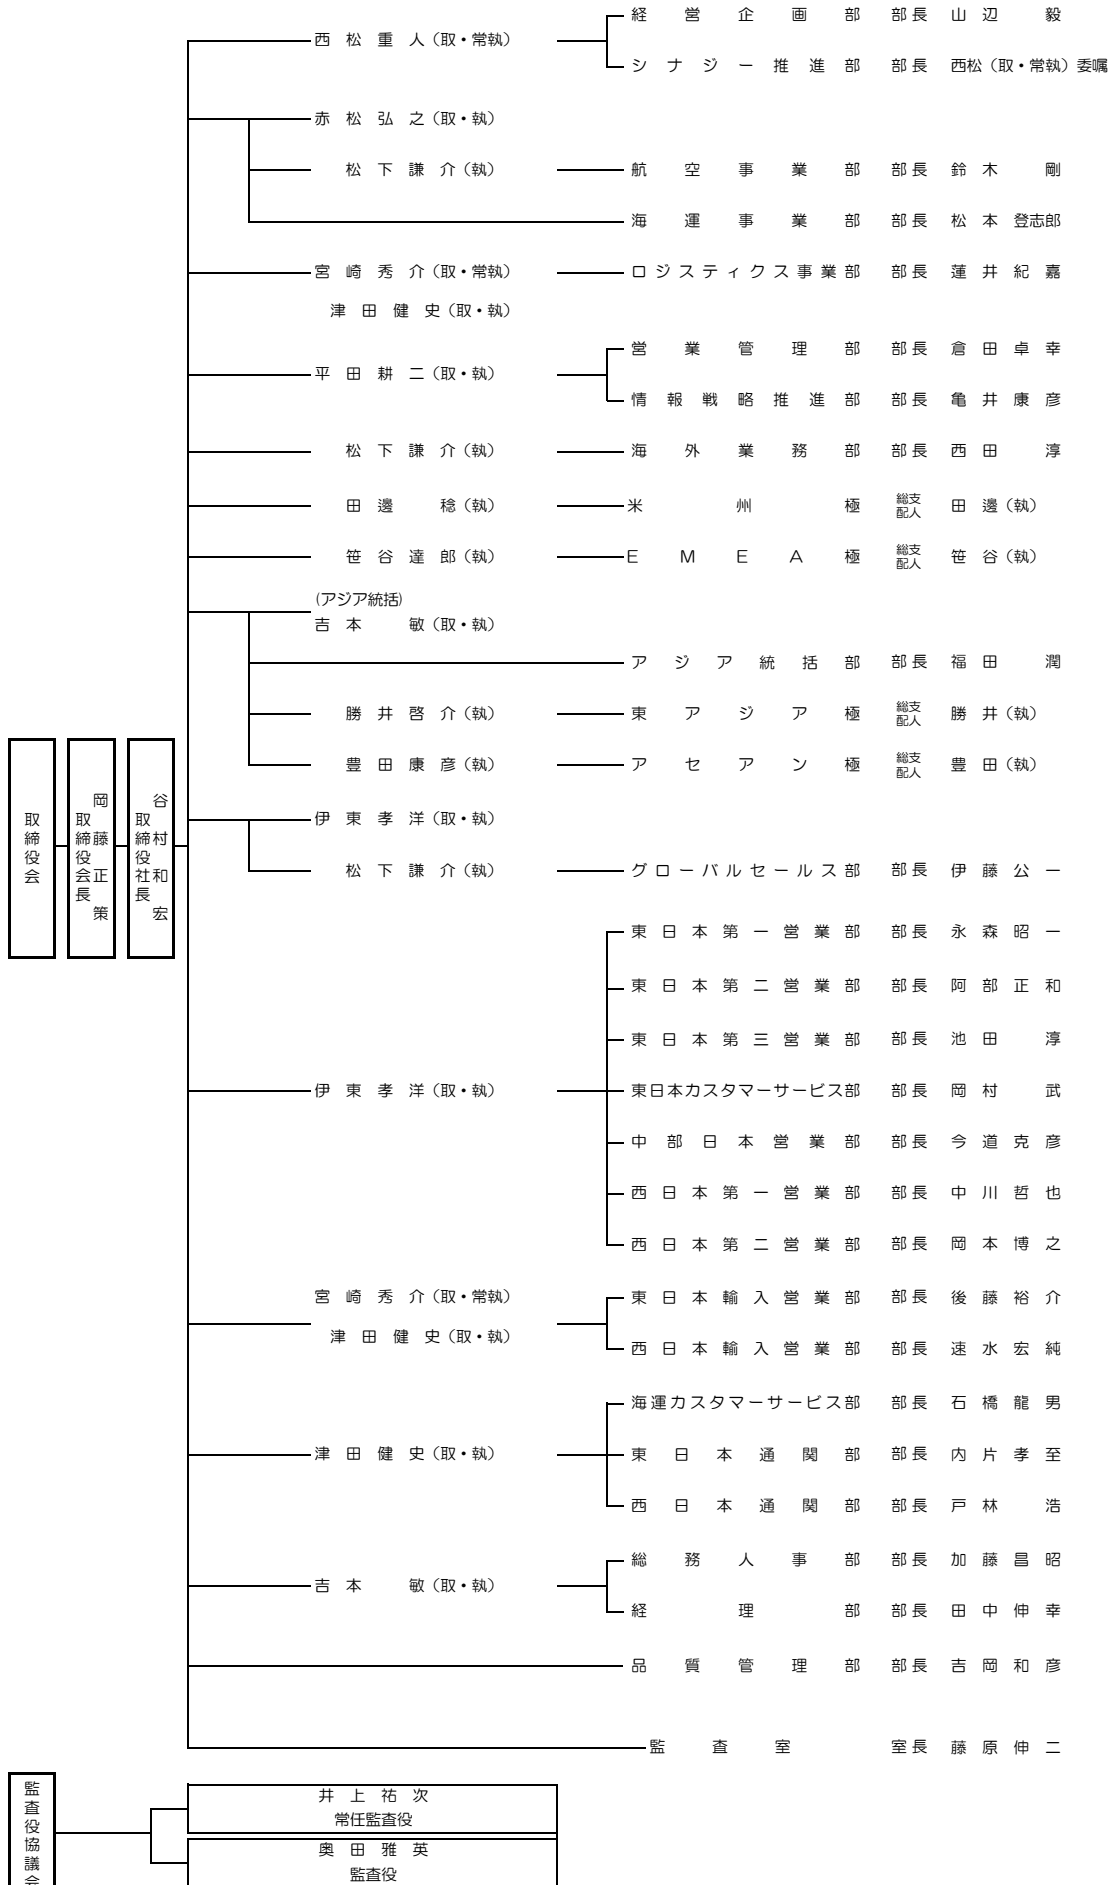 経営企画部 部長 山辺 毅
西松重人(取・常執)
シナジー推進部 部長 西松(取・常執)委嘱
赤松弘之(取・執)
松下謙介(執) 航空事業部 部長 鈴木 剛
海運事業部 部長 松本登志郎
宮崎秀介(取・常執) ロジスティクス事業部 部長 蓮井紀嘉
津田健史(取・執)
営業管理部 部長 倉田卓幸
平田耕二(取・執)
情報戦略推進部 部長 亀井康彦
松下謙介(執) 海外業務部 部長 西田 淳
田邊 稔(執) 米州極 総支配人 田邊(執)
笹谷達郎(執) EMEA極 総支配人 笹谷(執)
(アジア統括)
吉本 敏(取・執)
アジア統括部 部長 福田 潤
勝井啓介(執) 東アジア極 総支配人 勝井(執)
豊田康彦(執) アセアン極 総支配人 豊田(執)
取締役会
取締役会長 岡藤正策
取締役社長 谷村和宏
伊東孝洋(取・執)
松下謙介(執) グローバルセールス部 部長 伊藤公一
東日本第一営業部 部長 永森昭一
東日本第二営業部 部長 阿部正和
東日本第三営業部 部長 池田 淳
伊東孝洋(取・執) 東日本カスタマーサービス部 部長 岡村 武
中部日本営業部 部長 今道克彦
西日本第一営業部 部長 中川哲也
西日本第二営業部 部長 岡本博之
宮崎秀介(取・常執) 東日本輸入営業部 部長 後藤裕介
津田健史(取・執)
西日本輸入営業部 部長 速水宏純
海運カスタマーサービス部 部長 石橋龍男
津田健史(取・執) 東日本通関部 部長 内片孝至
西日本通関部 部長 戸林 浩
総務人事部 部長 加藤昌昭
吉本 敏(取・執)
経理部 部長 田中伸幸
品質管理部 部長 吉岡和彦
監査室 室長 藤原伸二
監査役協議会
井上祐次
常任監査役
奥田雅英
監査役